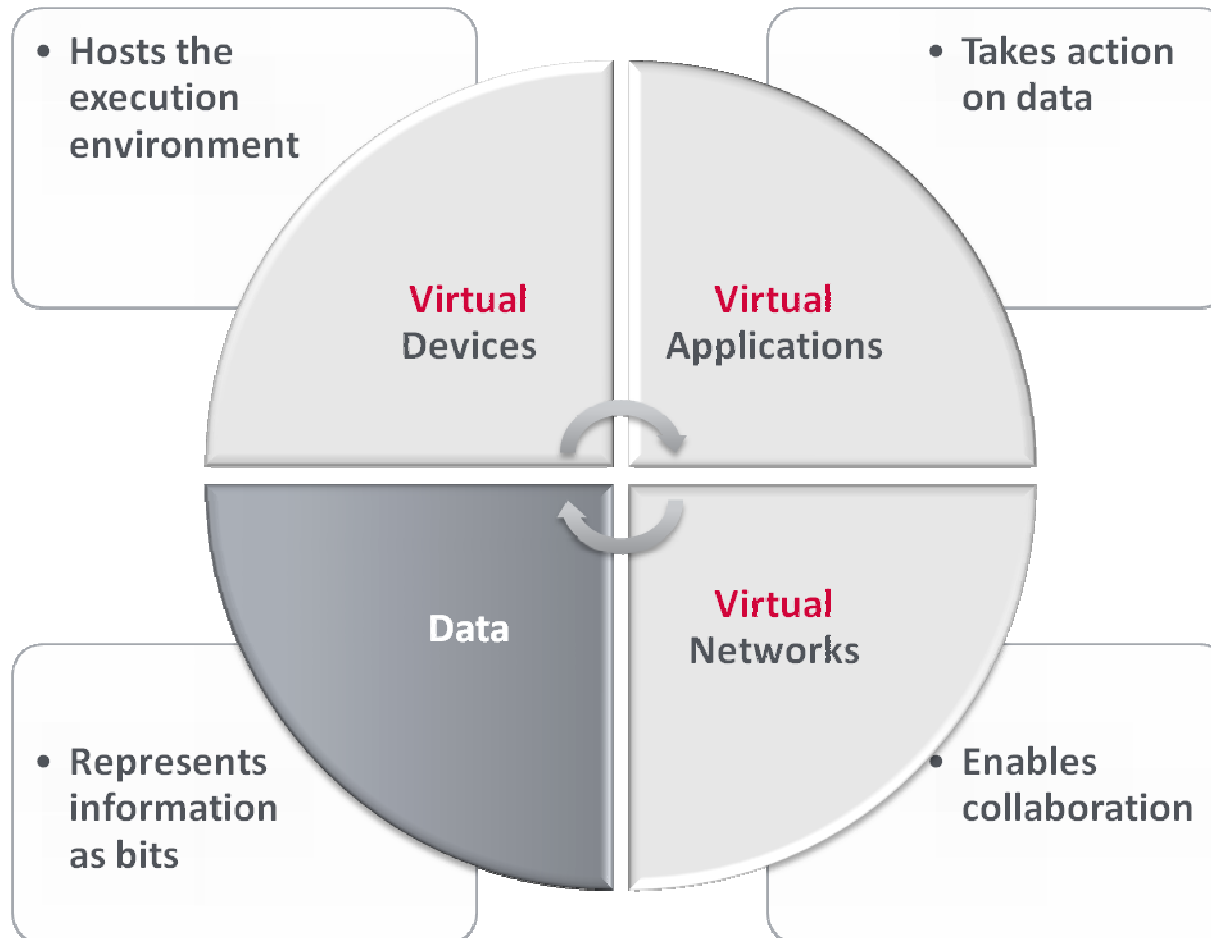 • Hosts the
execution
environment
• Takes action
on data
Virtual
Devices
Virtual
Applications
Data
Virtual
Networks
• Represents
information
as bits
• Enables
collaboration